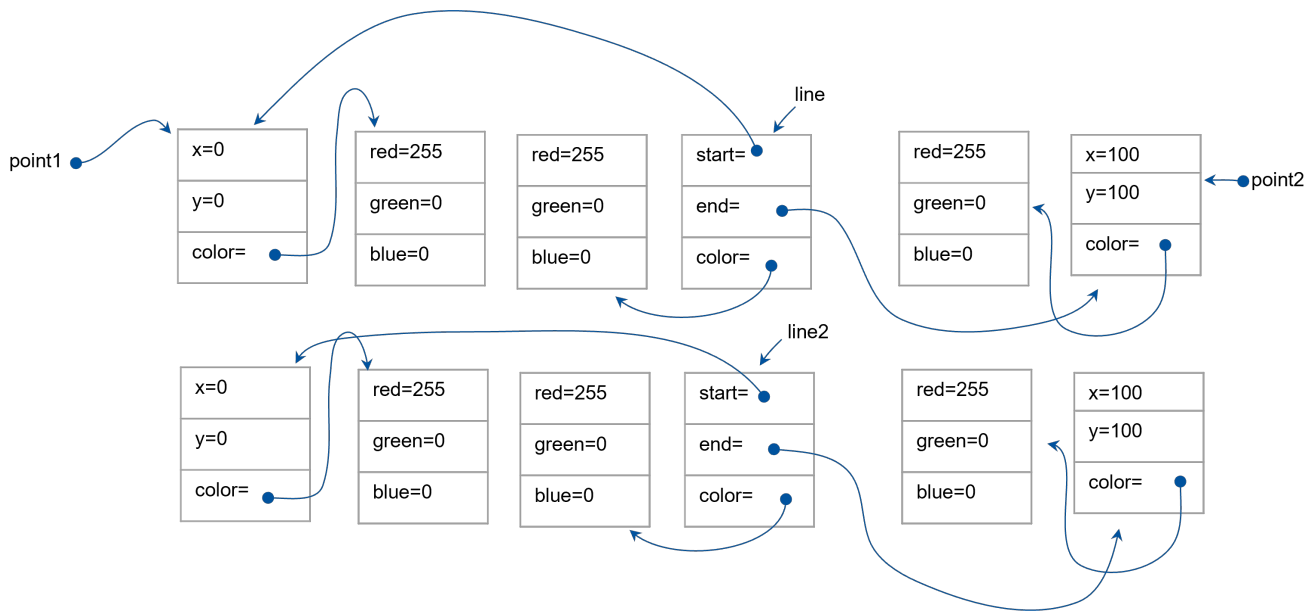 line
point1
x=0
y=0
color=
red=255
green=0
blue=0
red=255
green=0
blue=0
start=
end=
color=
red=255
green=0
blue=0
x=100
y=100
color=
point2
line2
x=0
y=0
color=
red=255
green=0
blue=0
red=255
green=0
blue=0
start=
end=
color=
red=255
green=0
blue=0
x=100
y=100
color=